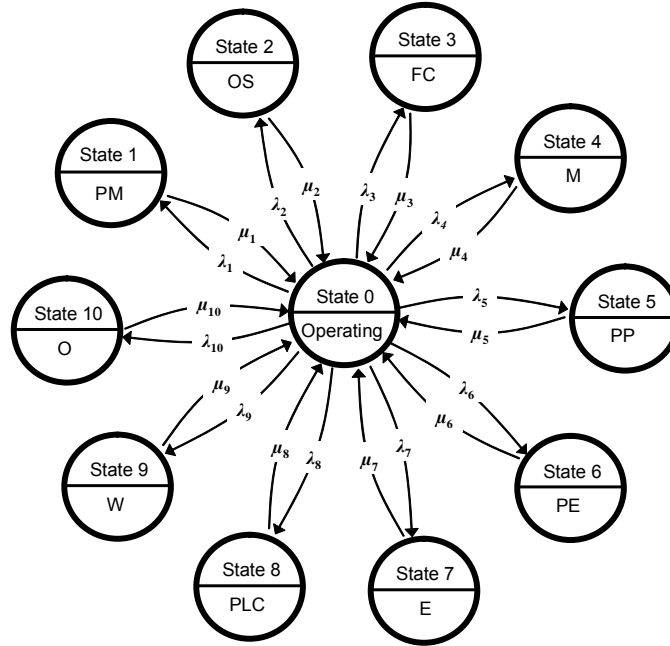 State 2
OS
State 3
FC
State 1
PM
State 4
M
λ₂
μ₂
λ₃
μ₃
λ₄
μ₄
μ₁
λ₁
State 0
Operating
State 10
O
μ₁₀
λ₁₀
λ₅
μ₅
State 5
PP
μ₉
λ₉
μ₈
λ₈
μ₇
λ₇
λ₆
μ₆
State 9
W
State 6
PE
State 8
PLC
State 7
E